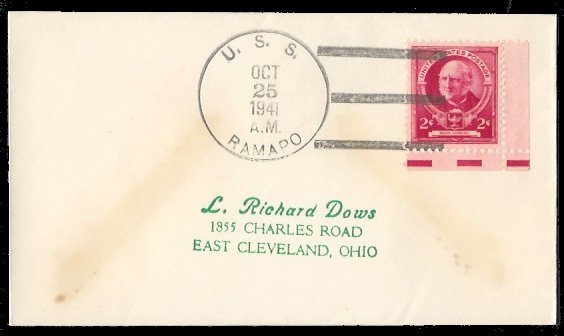 U. S. S.
OCT
25
1941
A.M.
RAMAPO
UNITED STATES POSTAGE
2¢ 2¢
L. Richard Dows
1855 CHARLES ROAD
EAST CLEVELAND, OHIO